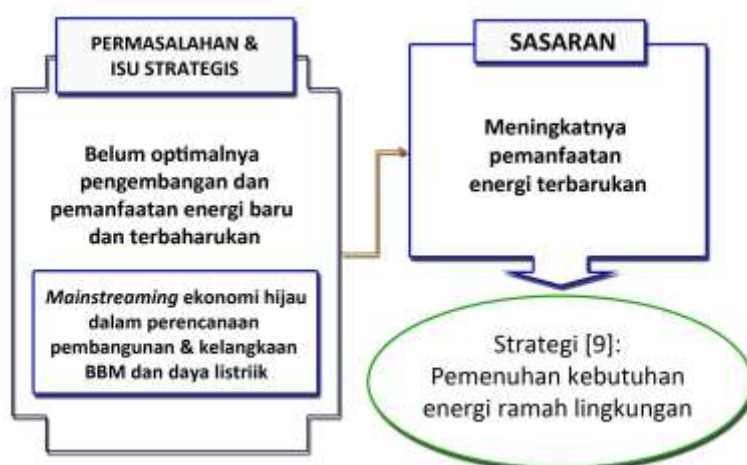 PERMASALAHAN &
ISU STRATEGIS
Belum optimalnya
pengembangan dan
pemanfaatan energi baru
dan terbaharukan
Mainstreaming ekonomi hijau
dalam perencanaan
pembangunan & kelangkaan
BBM dan daya listriik
SASARAN
Meningkatnya
pemanfaatan
energi terbarukan
Strategi [9]:
Pemenuhan kebutuhan
energi ramah lingkungan